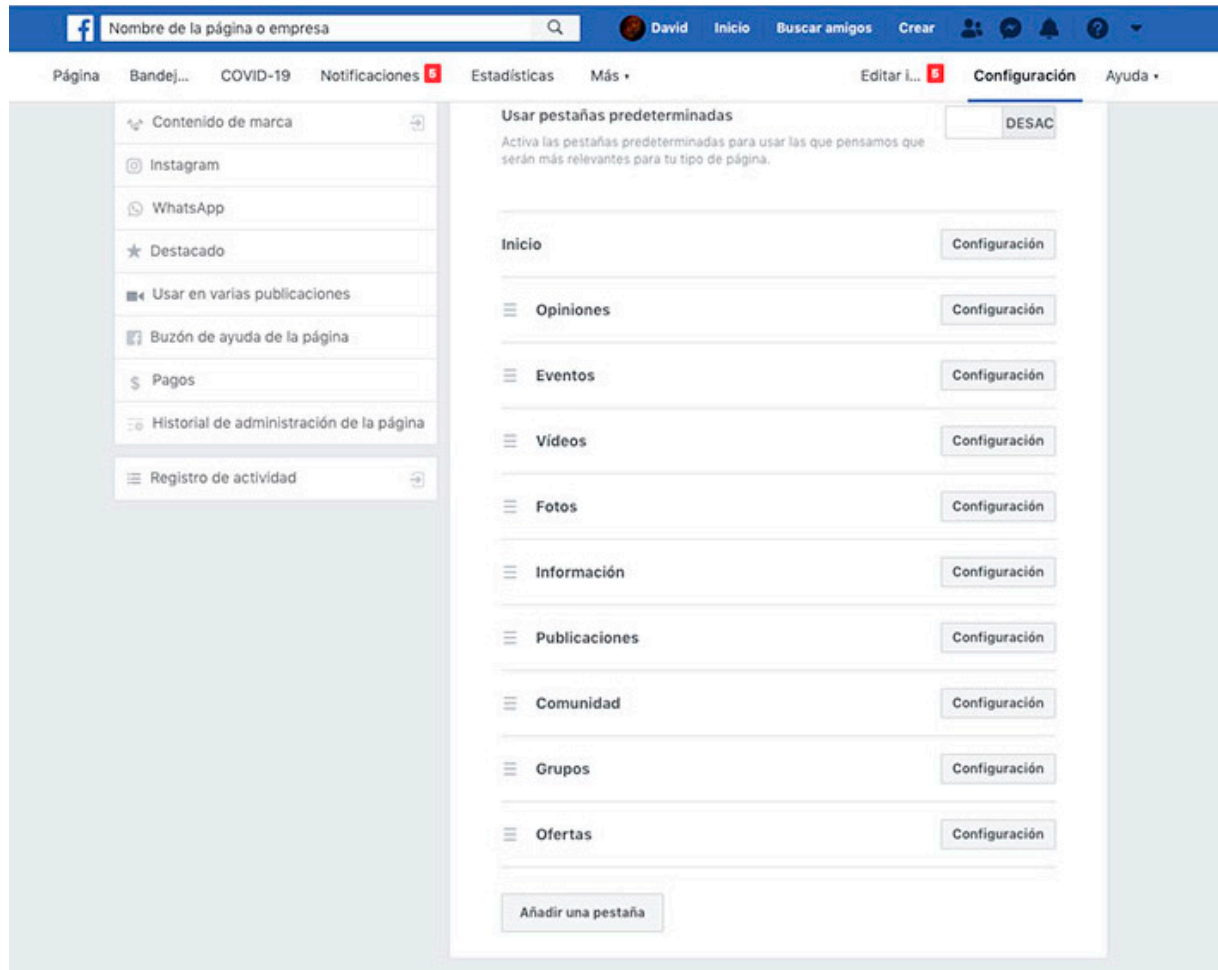 Nombre de la página o empresa
David Inicio Buscar amigos Crear
Página Bandej... COVID-19 Notificaciones 5 Estadísticas Más Editar i... 5 Configuración Ayuda
Contenido de marca
Instagram
WhatsApp
Destacado
Usar en varias publicaciones
Buzón de ayuda de la página
Pagos
Historial de administración de la página
Registro de actividad
Usar pestañas predeterminadas
DESAC
Activa las pestañas predeterminadas para usar las que pensamos que
serán más relevantes para tu tipo de página.
Inicio Configuración
Opiniones Configuración
Eventos Configuración
Vídeos Configuración
Fotos Configuración
Información Configuración
Publicaciones Configuración
Comunidad Configuración
Grupos Configuración
Ofertas Configuración
Añadir una pestaña